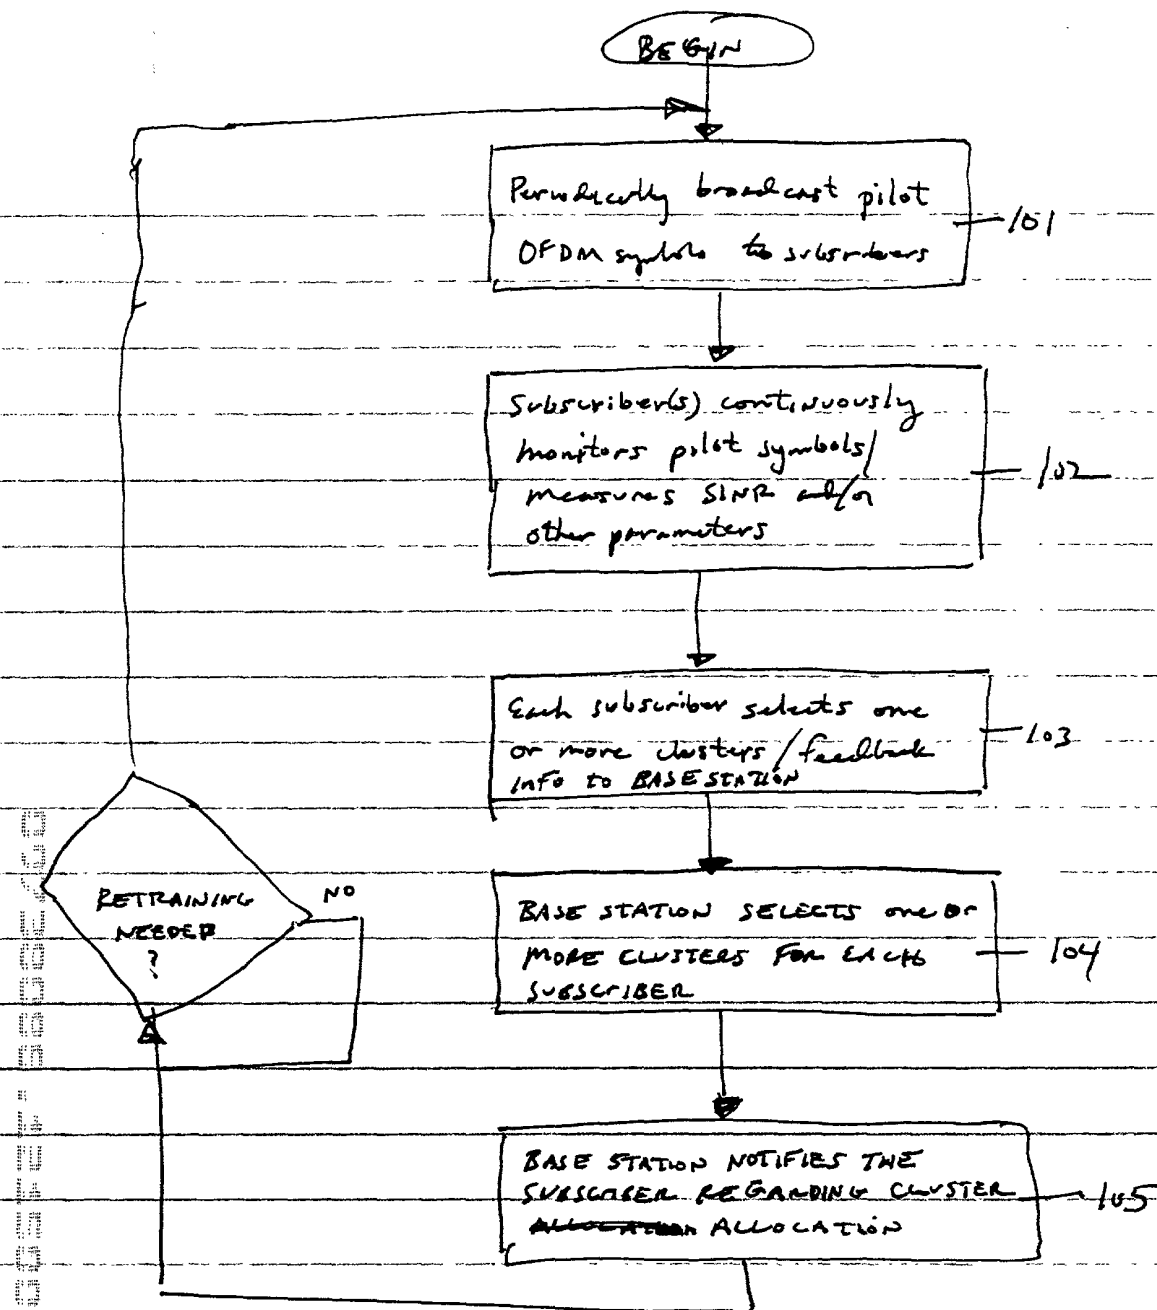 BEGIN
Periodically broadcast pilot
OFDM symbols to subscribers
101
Subscriber(s) continuously
monitors pilot symbols/
measures SINR and/or
other parameters
102
Each subscriber selects one
or more clusters/feedback
info to BASE STATION
103
BASE STATION SELECTS one or
MORE CLUSTERS FOR EACH
SUBSCRIBER
104
RETRAINING
NEEDED
?
NO
BASE STATION NOTIFIES THE
SUBSCRIBER REGARDING CLUSTER
ALLOCATION
105